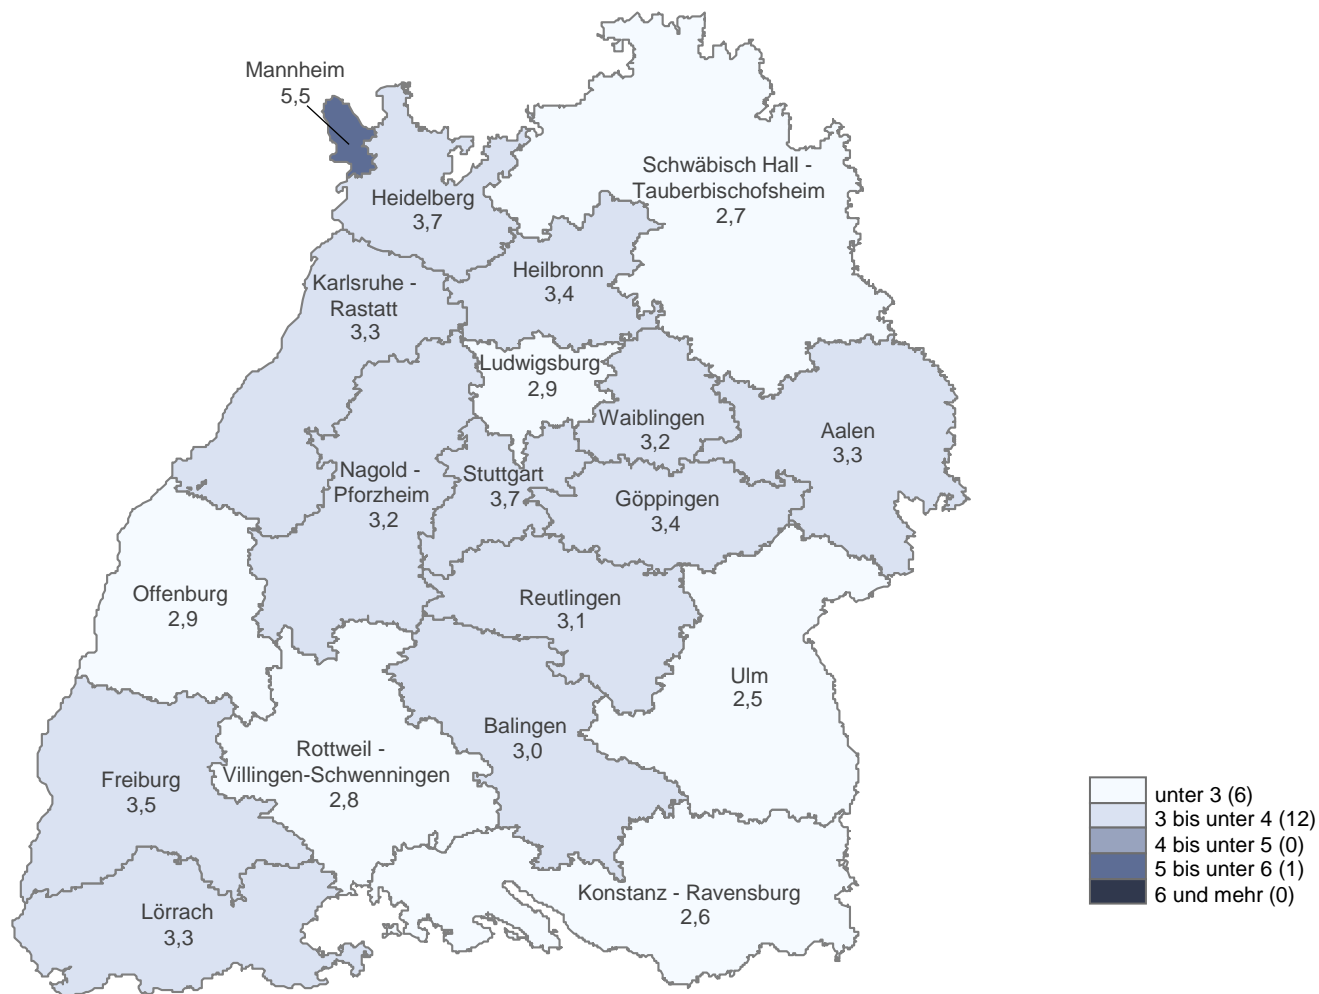 Mannheim
5,5
Schwäbisch Hall -
Tauberbischofsheim
2,7
Heidelberg
3,7
Heilbronn
3,4
Karlsruhe -
Rastatt
3,3
Ludwigsburg
2,9
Waiblingen
3,2
Aalen
3,3
Nagold -
Pforzheim
3,2
Stuttgart
3,7
Göppingen
3,4
Offenburg
2,9
Reutlingen
3,1
Ulm
2,5
Balingen
3,0
Rottweil -
Villingen-Schwenningen
2,8
Freiburg
3,5
Konstanz - Ravensburg
2,6
Lörrach
3,3
unter 3 (6)
3 bis unter 4 (12)
4 bis unter 5 (0)
5 bis unter 6 (1)
6 und mehr (0)